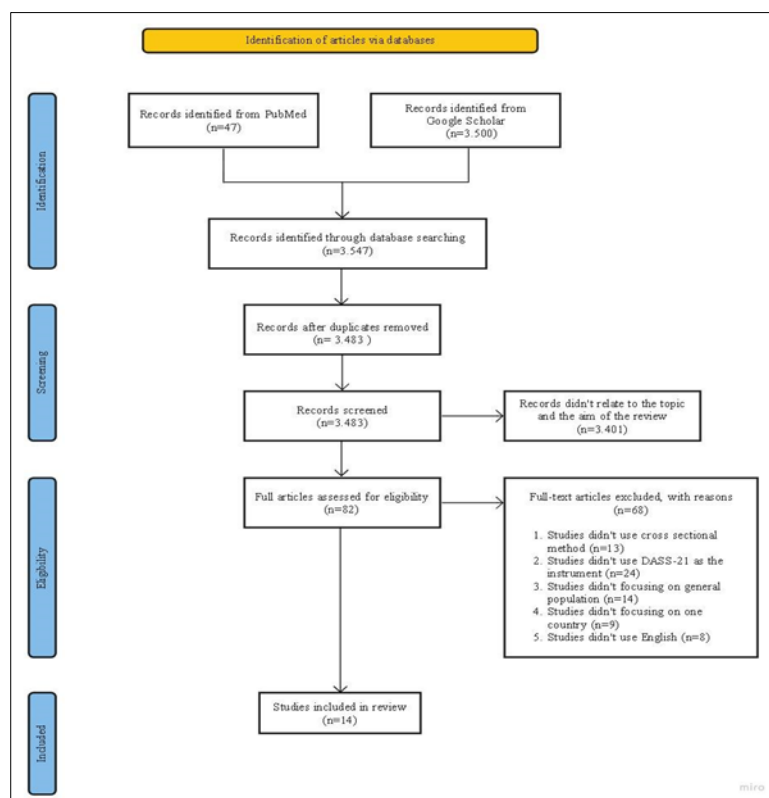 Identification of articles via databases
Identification
Records identified from PubMed
(n=47)
Records identified from
Google Scholar
(n=3.500)
Records identified through database searching
(n=3.547)
Screening
Records after duplicates removed
(n= 3.483 )
Records screened
(n=3.483)
Records didn't relate to the topic
and the aim of the review
(n=3.401)
Eligibility
Full articles assessed for eligibility
(n=82)
Full-text articles excluded, with reasons
(n=68)
1. Studies didn't use cross sectional
method (n=13)
2. Studies didn't use DASS-21 as the
instrument (n=24)
3. Studies didn't focusing on general
population (n=14)
4. Studies didn't focusing on one
country (n=9)
5. Studies didn't use English (n=8)
Included
Studies included in review
(n=14)
miro